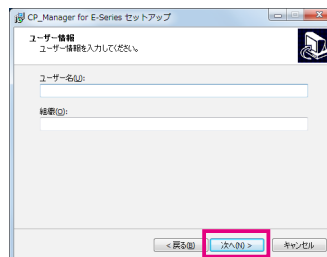 CP_Manager for E-Series セットアップ
ユーザー情報
ユーザー情報を入力してください。
ユーザー名(U):
組織(O):
< 戻る(B)
次へ(N) >
キャンセル